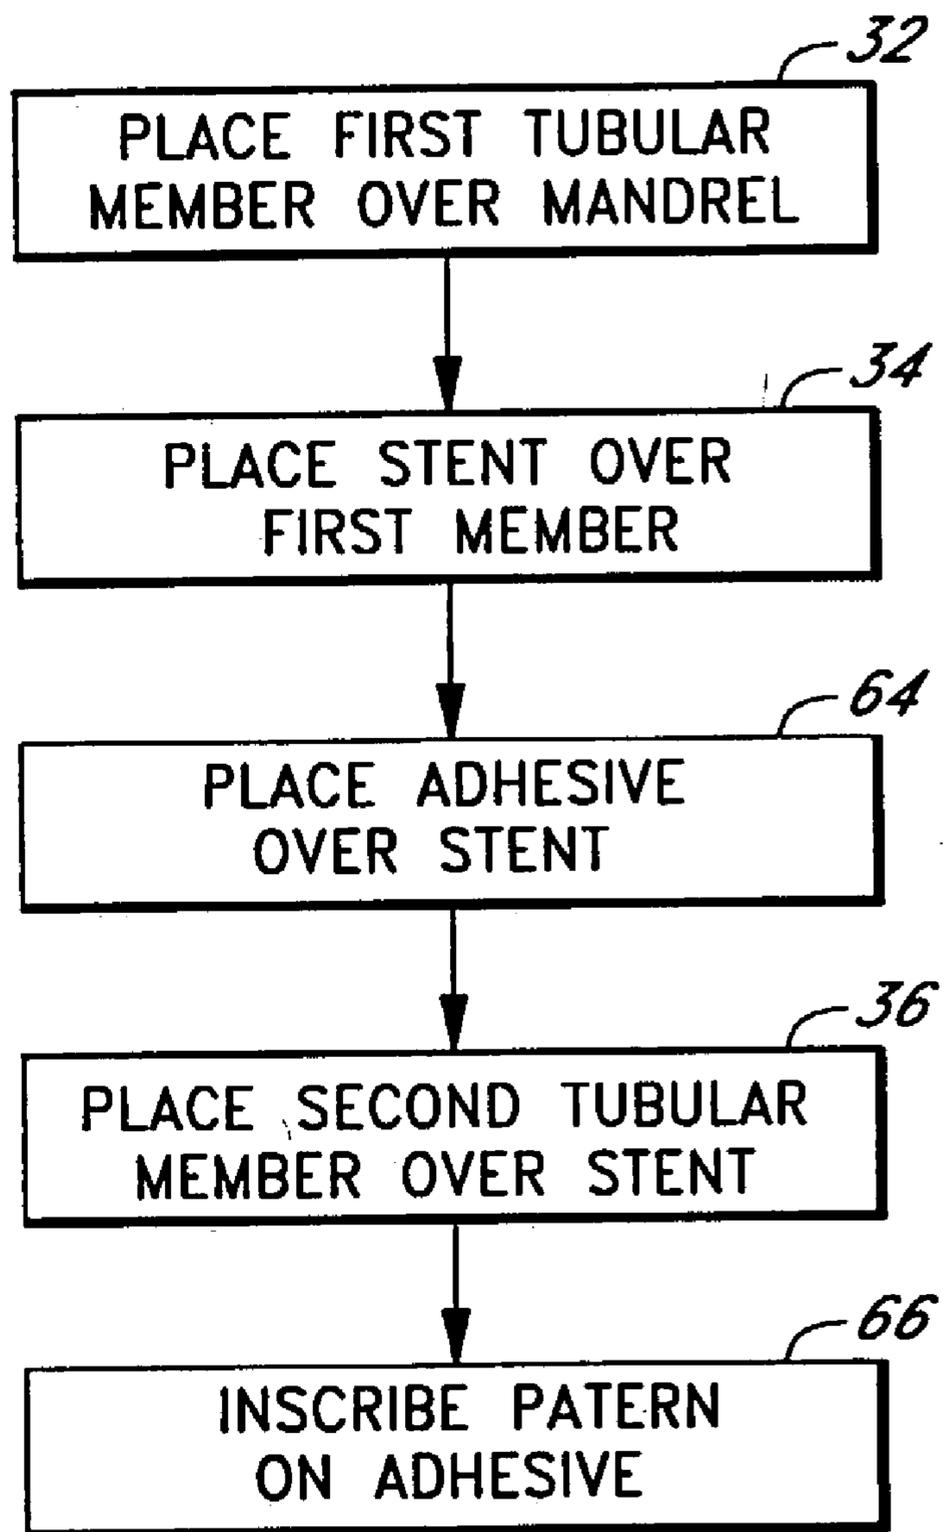 32
PLACE FIRST TUBULAR
MEMBER OVER MANDREL
34
PLACE STENT OVER
FIRST MEMBER
64
PLACE ADHESIVE
OVER STENT
36
PLACE SECOND TUBULAR
MEMBER OVER STENT
66
INSCRIBE PATERN
ON ADHESIVE